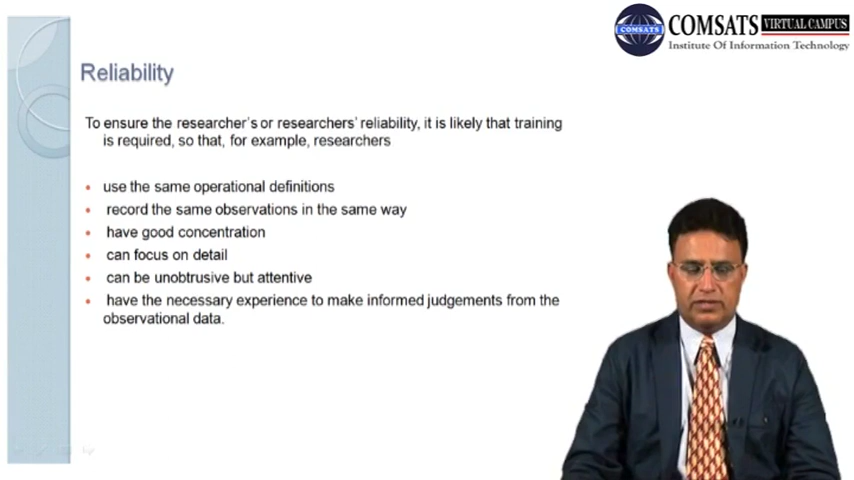 COMSATS VIRTUAL CAMPUS
COMSATS
Institute Of Information Technology
Reliability
To ensure the researcher's or researchers' reliability, it is likely that training
is required, so that, for example, researchers
• use the same operational definitions
• record the same observations in the same way
• have good concentration
• can focus on detail
• can be unobtrusive but attentive
• have the necessary experience to make informed judgements from the
observational data.